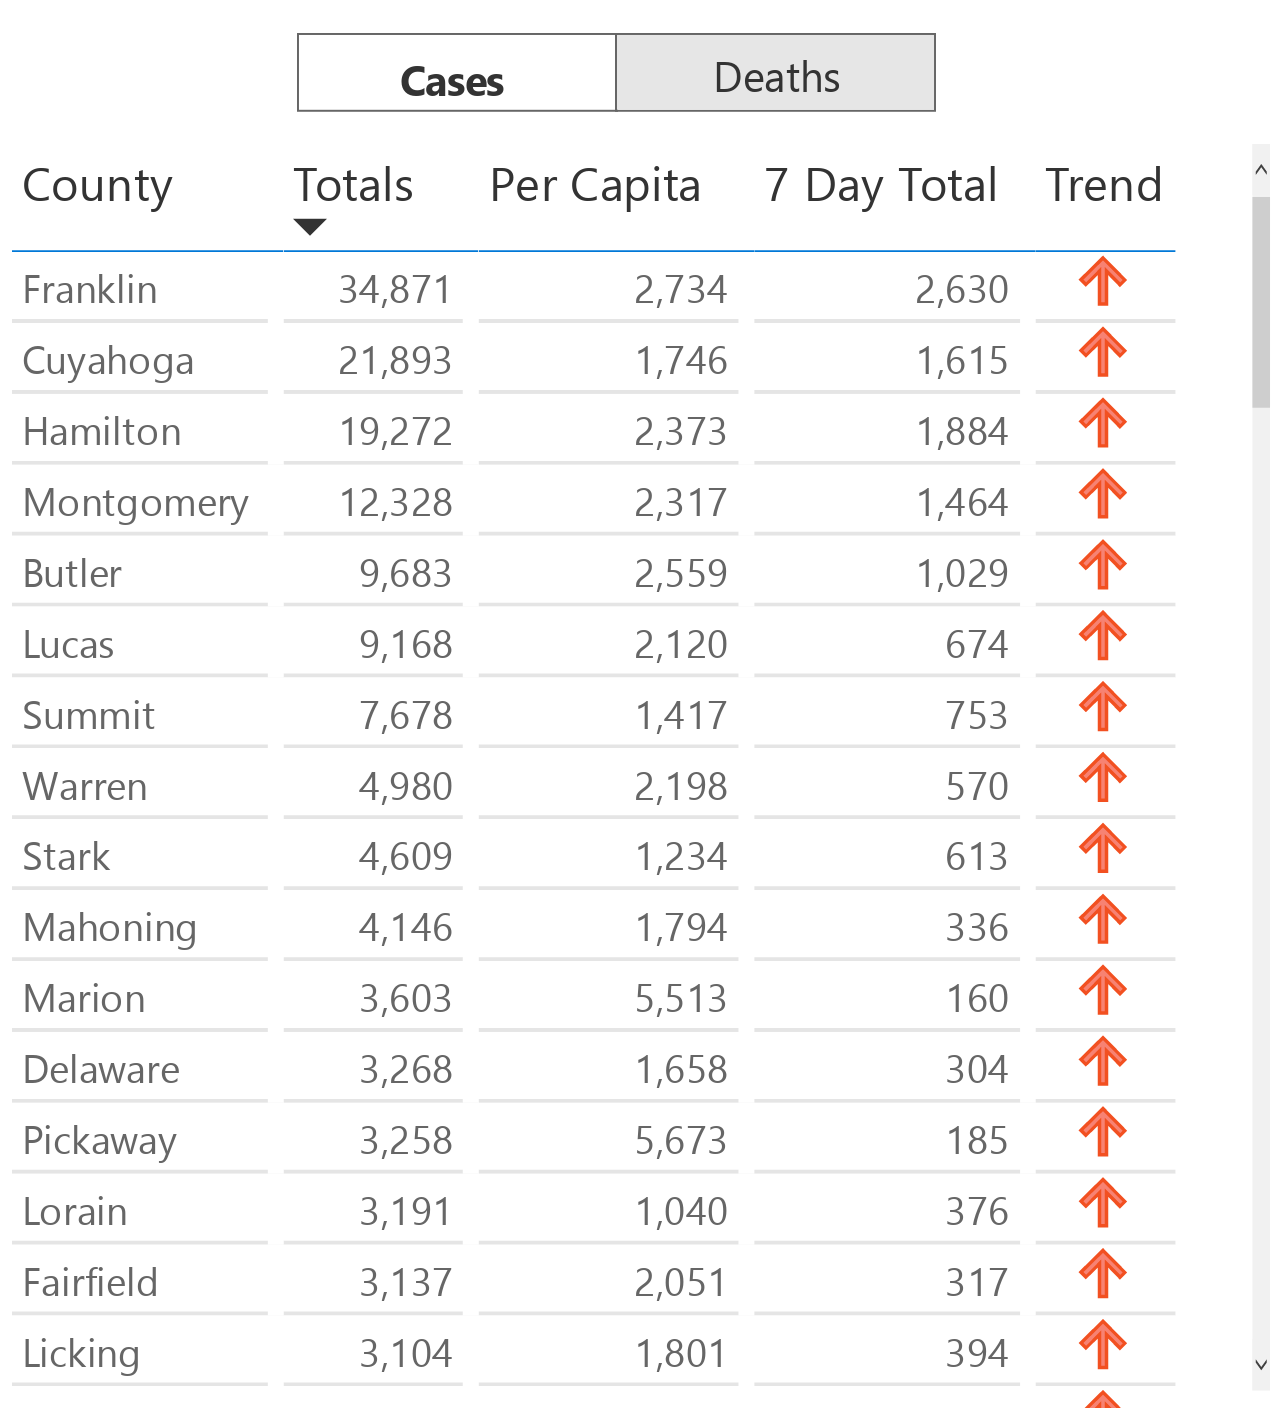 Cases Deaths
County Totals Per Capita 7 Day Total Trend
Franklin 34,871 2,734 2,630
Cuyahoga 21,893 1,746 1,615
Hamilton 19,272 2,373 1,884
Montgomery 12,328 2,317 1,464
Butler 9,683 2,559 1,029
Lucas 9,168 2,120 674
Summit 7,678 1,417 753
Warren 4,980 2,198 570
Stark 4,609 1,234 613
Mahoning 4,146 1,794 336
Marion 3,603 5,513 160
Delaware 3,268 1,658 304
Pickaway 3,258 5,673 185
Lorain 3,191 1,040 376
Fairfield 3,137 2,051 317
Licking 3,104 1,801 394